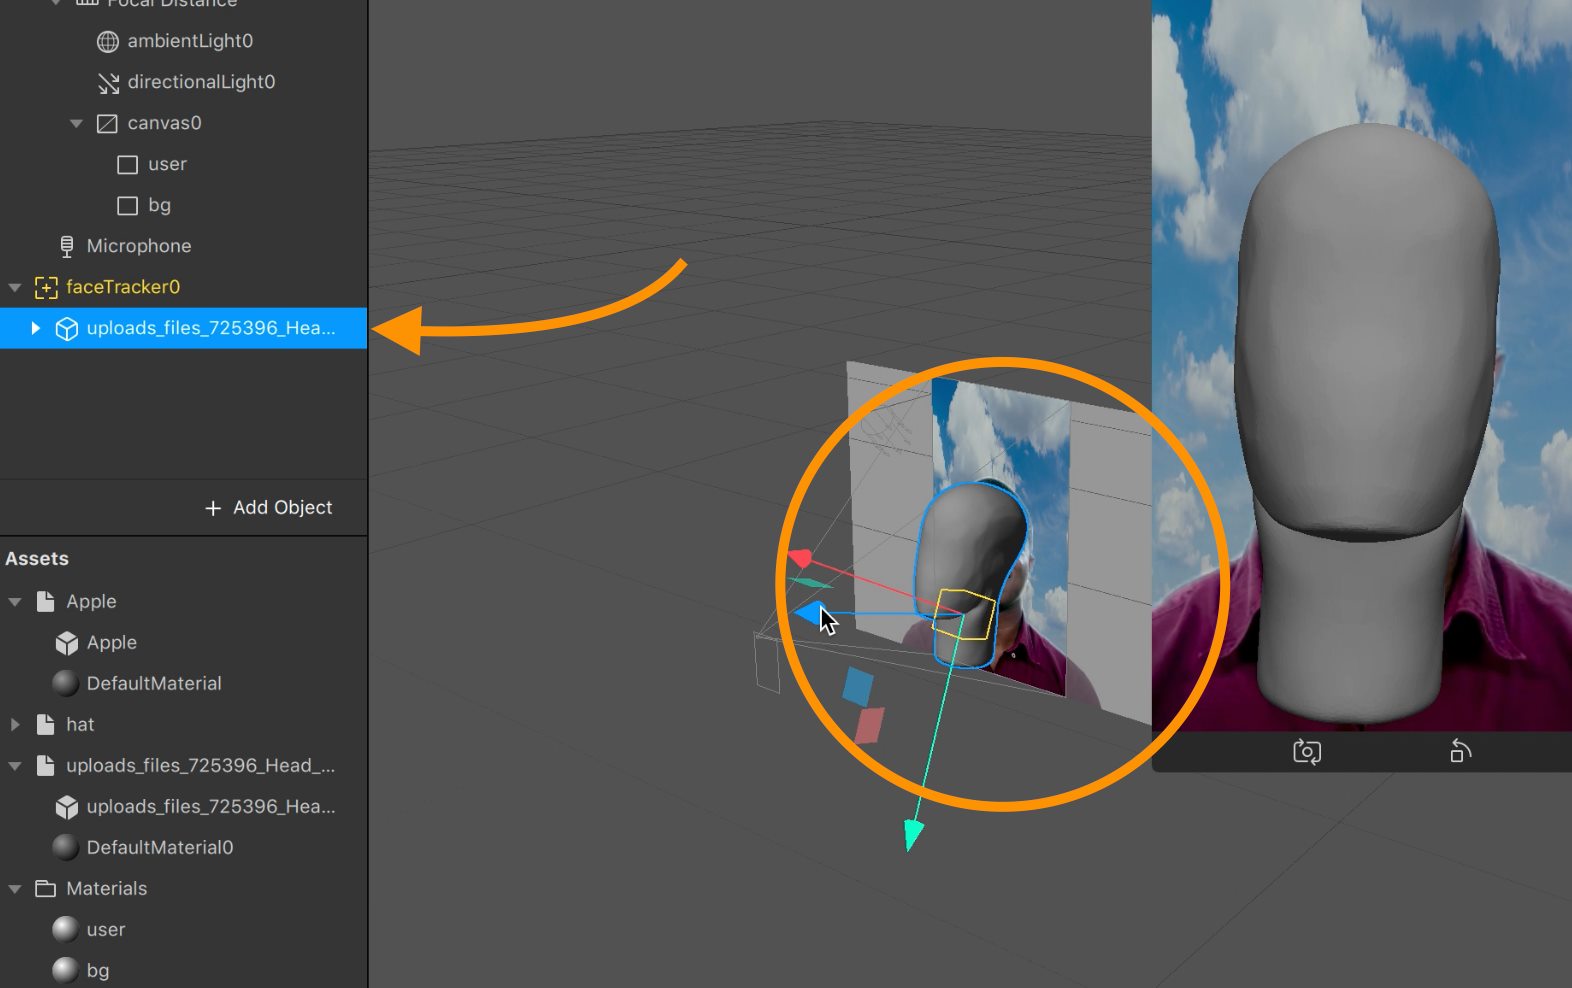 Focal Distance
ambientLight0
directionalLight0
canvas0
user
bg
Microphone
faceTracker0
uploads_files_725396_Hea...
Add Object
Assets
Apple
Apple
DefaultMaterial
hat
uploads_files_725396_Head_...
uploads_files_725396_Hea...
DefaultMaterial0
Materials
user
bg